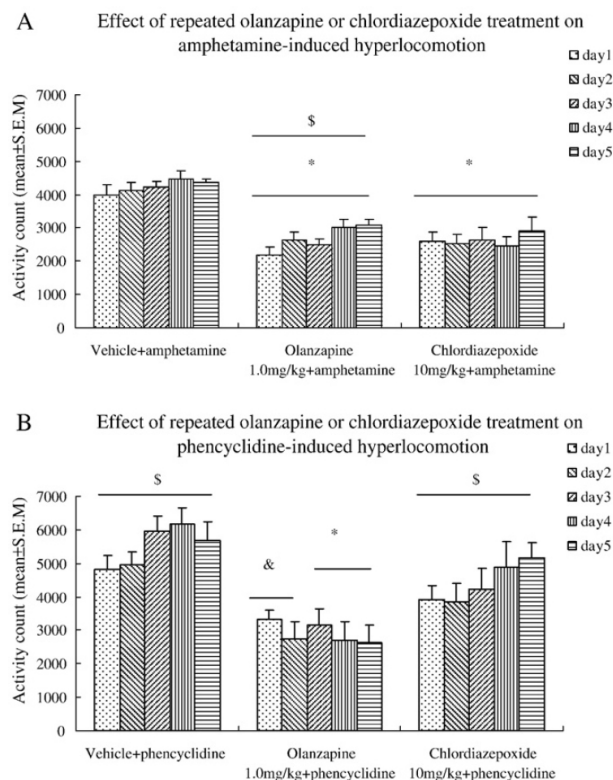 A
Effect of repeated olanzapine or chlordiazepoxide treatment on
amphetamine-induced hyperlocomotion
day1
day2
day3
day4
day5
Activity count (mean±S.E.M)
7000
6000
5000
4000
3000
2000
1000
0
$
*
*
Vehicle+amphetamine
Olanzapine
1.0mg/kg+amphetamine
Chlordiazepoxide
10mg/kg+amphetamine
B
Effect of repeated olanzapine or chlordiazepoxide treatment on
phencyclidine-induced hyperlocomotion
day1
day2
day3
day4
day5
Activity count (mean±S.E.M)
7000
6000
5000
4000
3000
2000
1000
0
$
&
*
$
Vehicle+phencyclidine
Olanzapine
1.0mg/kg+phencyclidine
Chlordiazepoxide
10mg/kg+phencyclidine